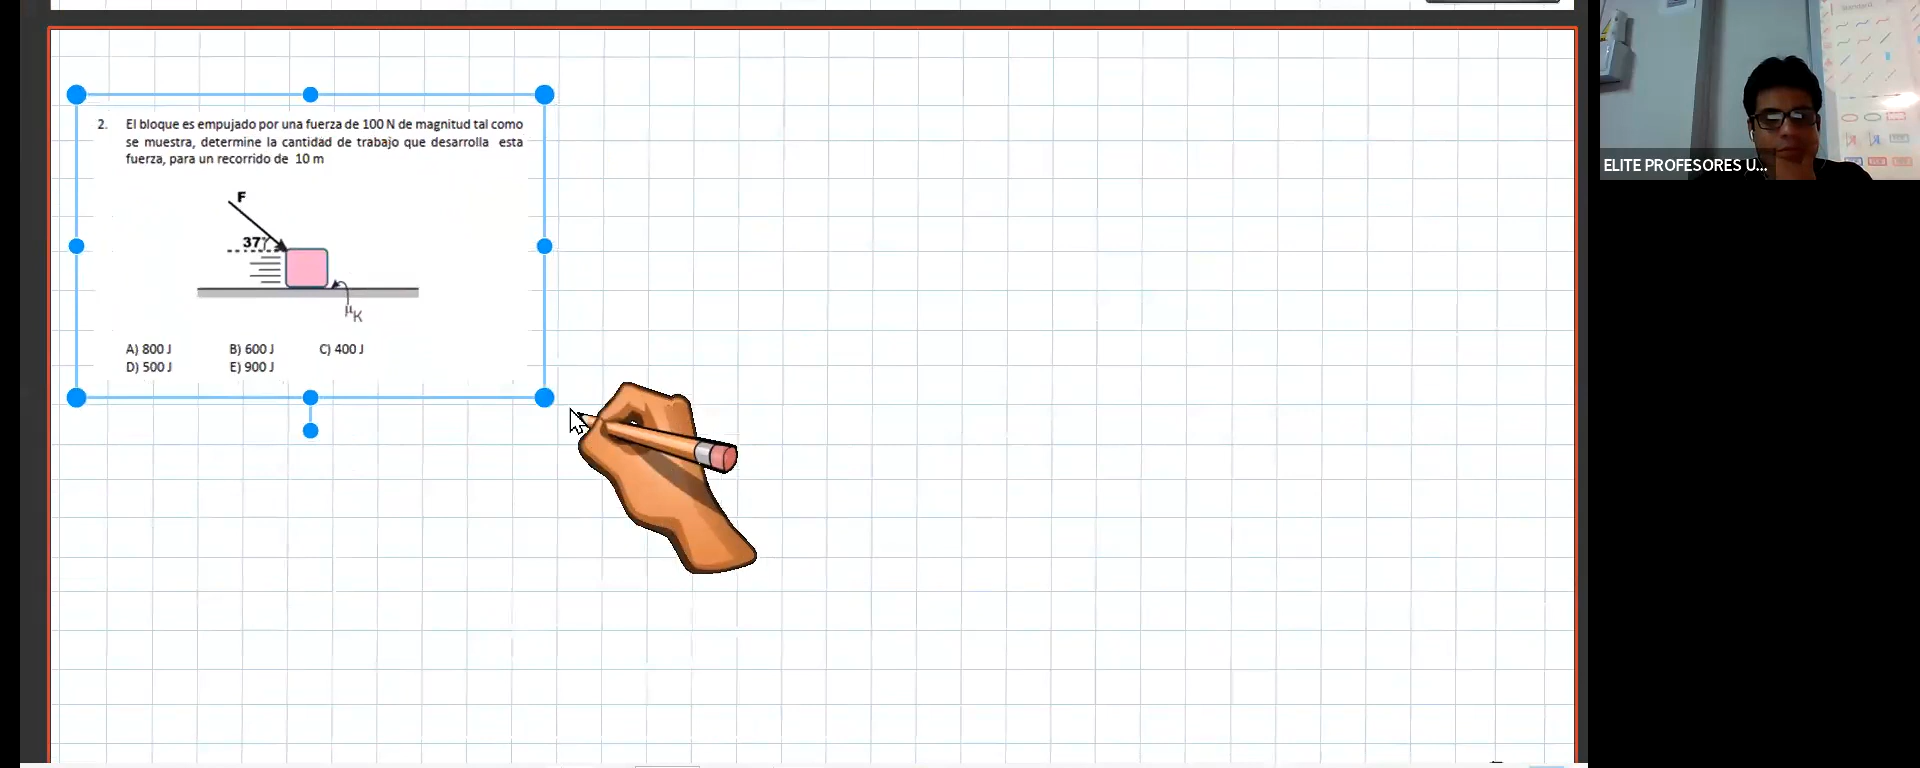 2. El bloque es empujado por una fuerza de 100 N de magnitud tal como
se muestra, determine la cantidad de trabajo que desarrolla esta
fuerza, para un recorrido de 10 m
F
37°
μK
A) 800 J B) 600 J C) 400 J
D) 500 J E) 900 J
ELITE PROFESORES U...